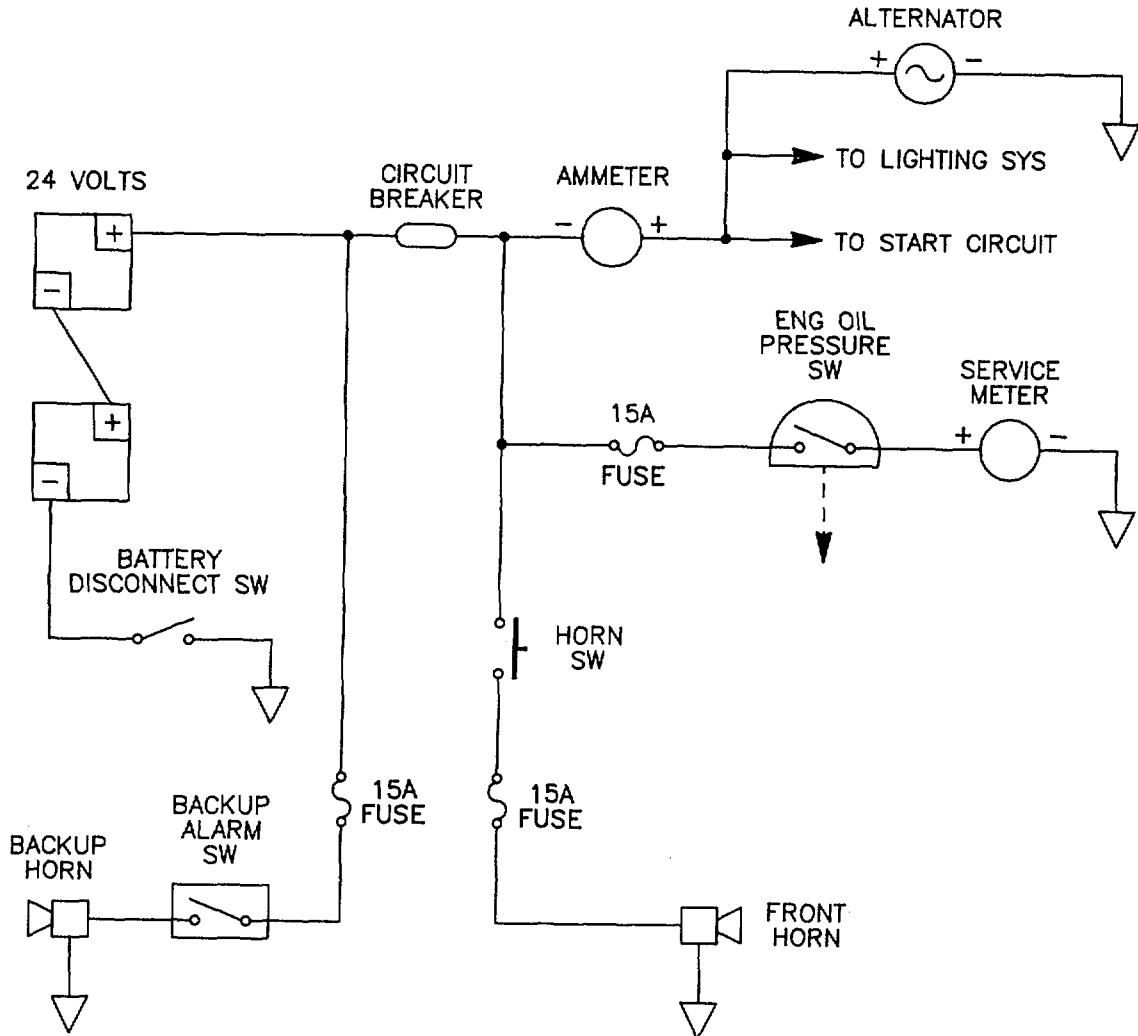 ALTERNATOR
+ -
TO LIGHTING SYS
24 VOLTS
CIRCUIT
BREAKER
AMMETER
+
- +
TO START CIRCUIT
-
ENG OIL
PRESSURE
SW
SERVICE
METER
15A
FUSE
+ -
+
-
BATTERY
DISCONNECT SW
HORN
SW
15A
FUSE
15A
FUSE
BACKUP
ALARM
SW
BACKUP
HORN
FRONT
HORN